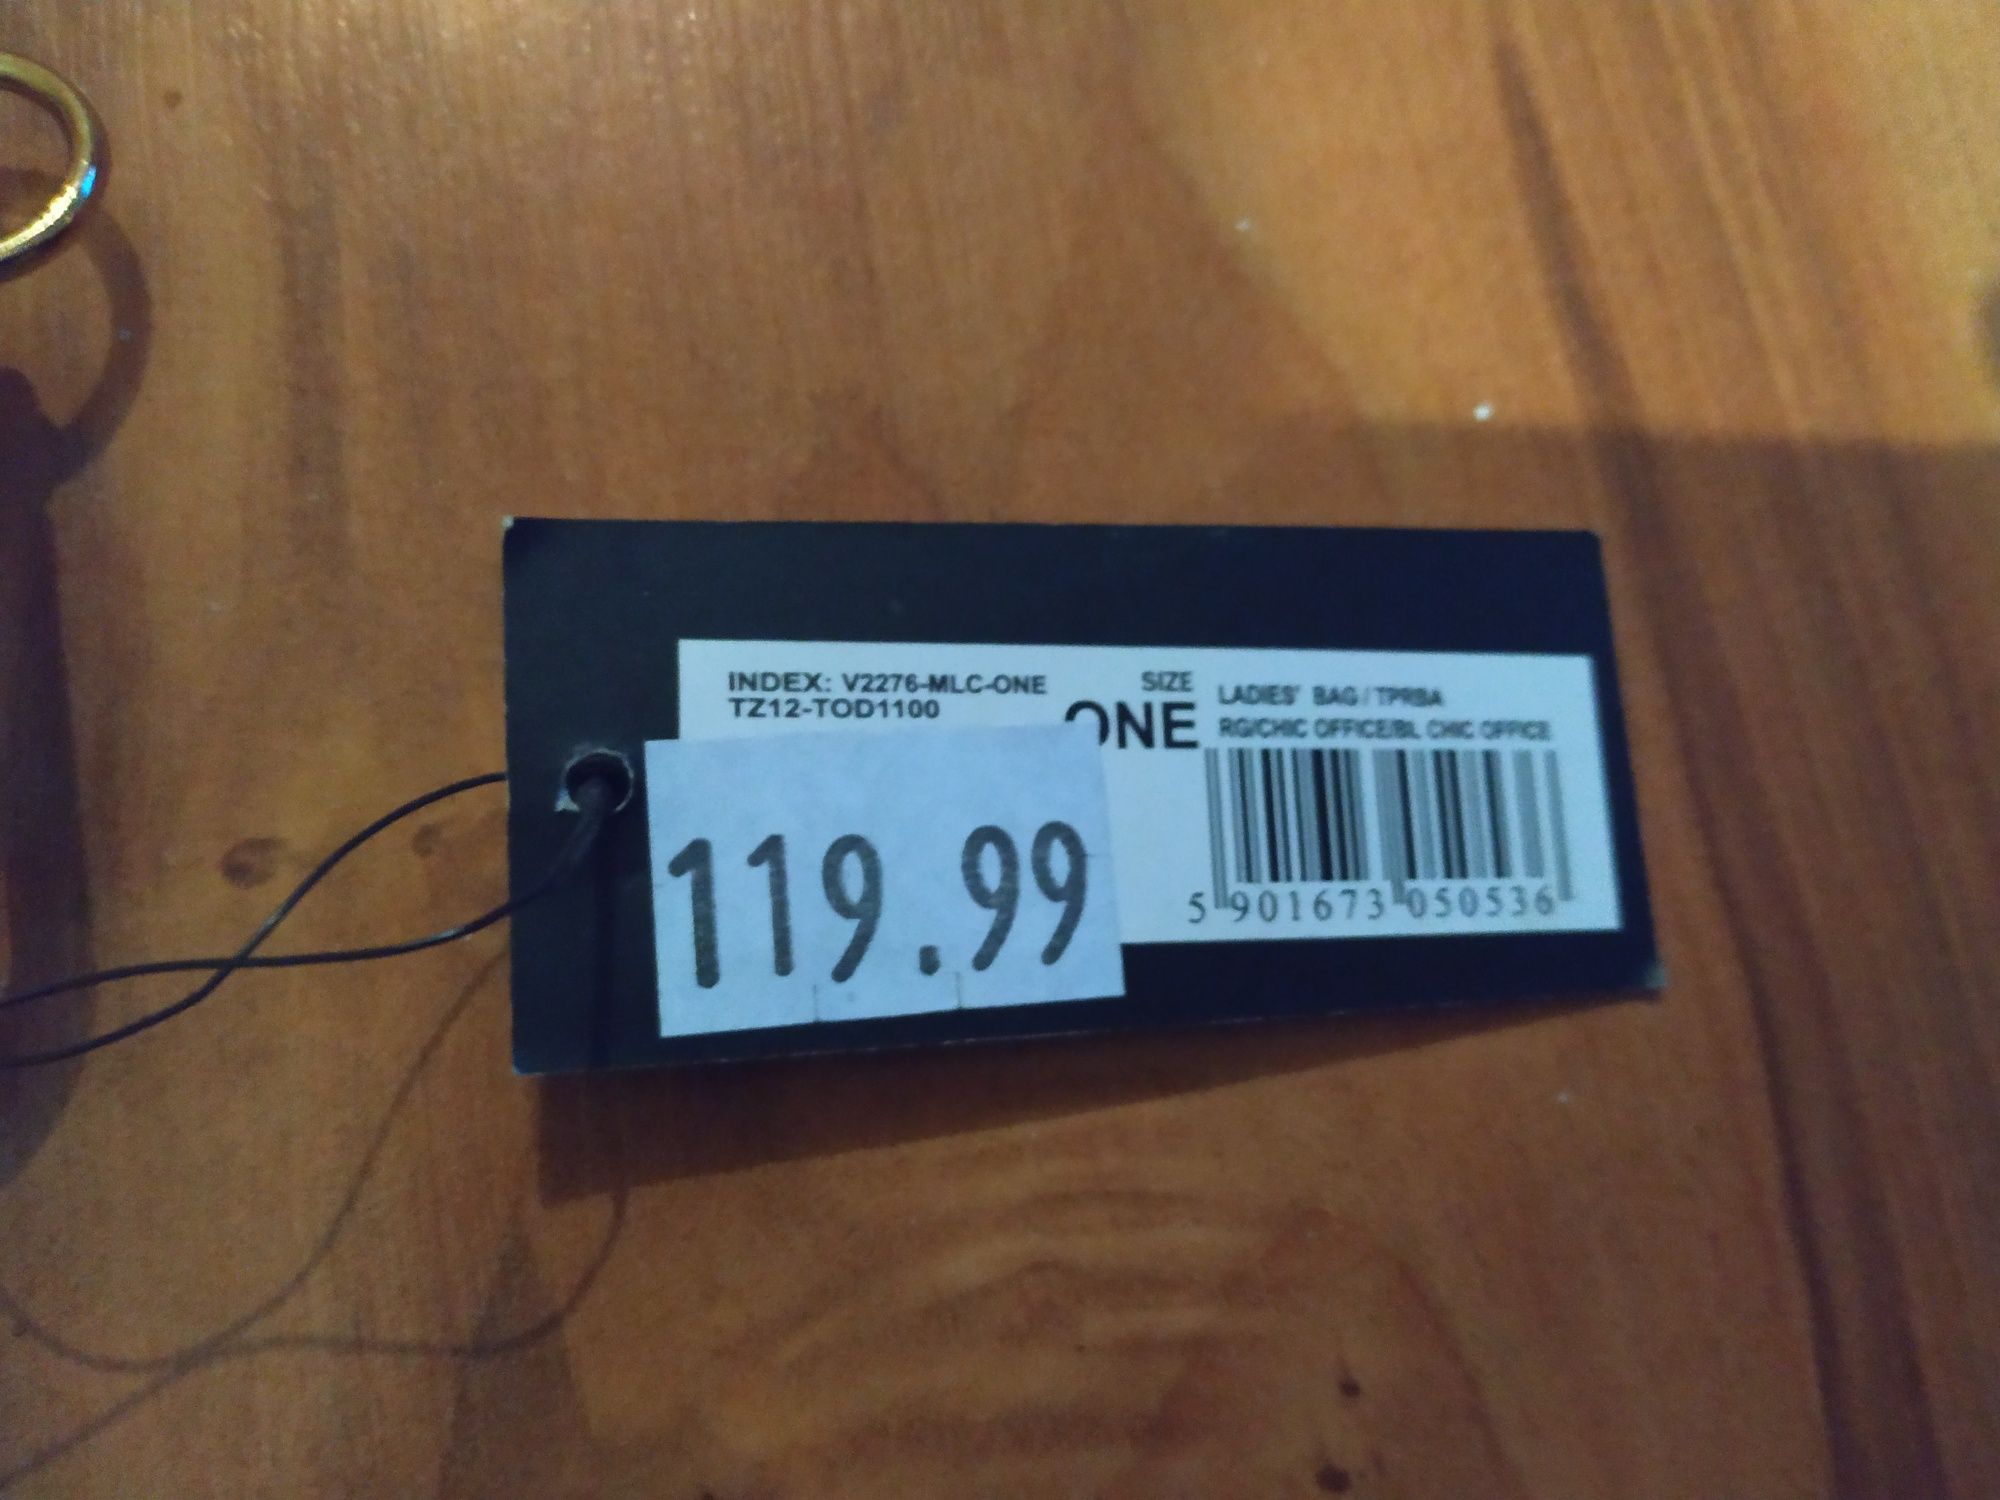 INDEX: V2276-MLC-ONE
TZ12-TOD1100
SIZE
ONE
LADIES' BAG / TPRBA
RG/CHIC OFFICE/BL CHIC OFFICE
5 901673 050536
119.99